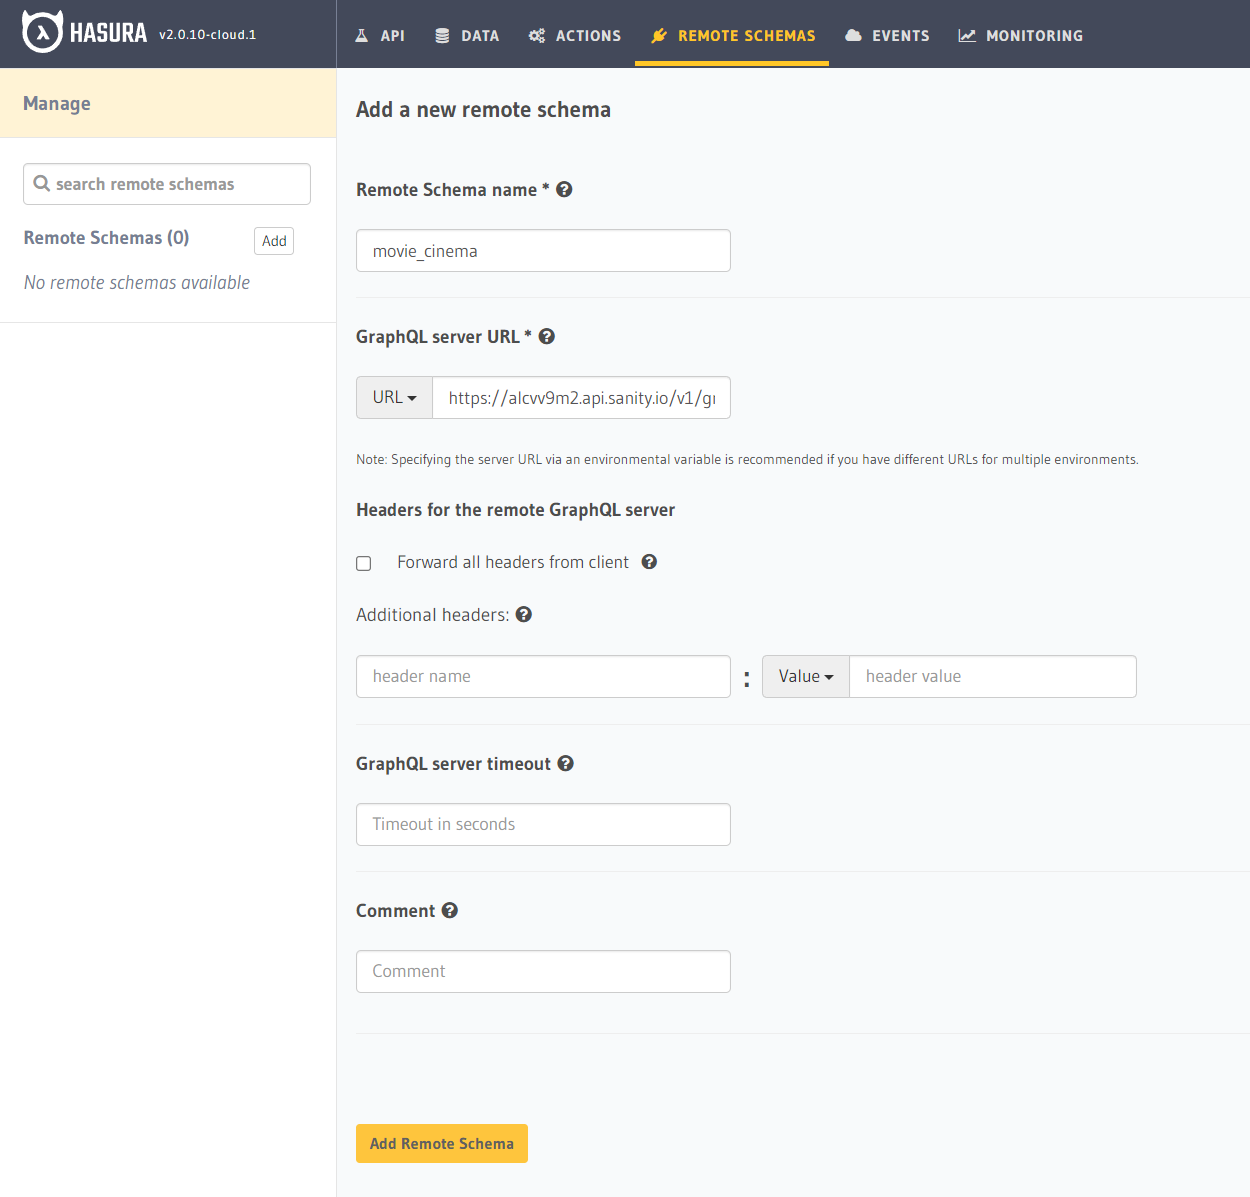 HASURA v2.0.10-cloud.1
API DATA ACTIONS REMOTE SCHEMAS EVENTS MONITORING
Manage
search remote schemas
Remote Schemas (0) Add
No remote schemas available
Add a new remote schema
Remote Schema name *
movie_cinema
GraphQL server URL *
URL https://alcvv9m2.api.sanity.io/v1/gr
Note: Specifying the server URL via an environmental variable is recommended if you have different URLs for multiple environments.
Headers for the remote GraphQL server
Forward all headers from client
Additional headers:
header name : Value header value
GraphQL server timeout
Timeout in seconds
Comment
Comment
Add Remote Schema